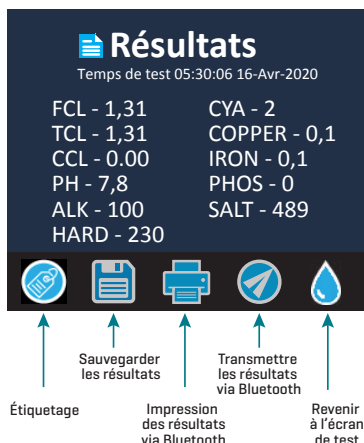 Résultats
Temps de test 05:30:06 16-Avr-2020
FCL - 1,31
TCL - 1,31
CCL - 0.00
PH - 7,8
ALK - 100
HARD - 230
CYA - 2
COPPER - 0,1
IRON - 0,1
PHOS - 0
SALT - 489
Étiquetage
Sauvegarder
les résultats
Impression
des résultats
via Bluetooth
Transmettre
les résultats
via Bluetooth
Revenir
à l'écran
de test